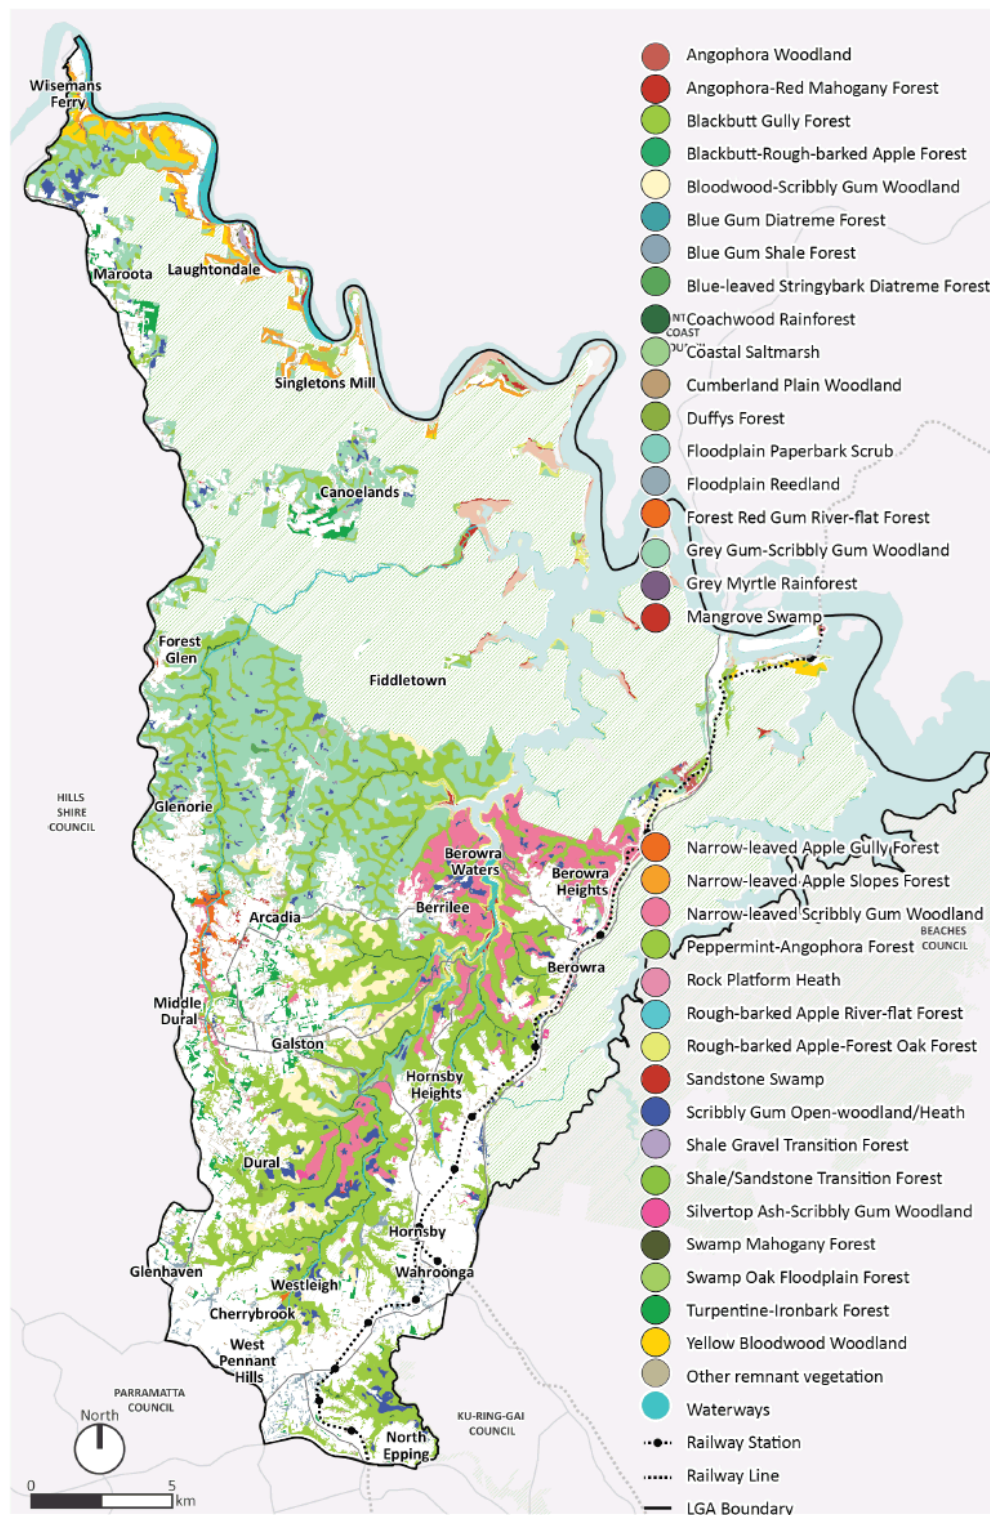 Wisemans
Ferry
Maroota
Laughtondale
Singletons Mill
Canoelands
Forest
Glen
Fiddletown
HILLS
SHIRE
COUNCIL
Glenorie
Berowra
Waters
Berowra
Heights
Berrilee
Arcadia
Berowra
Middle
Dural
Galston
Hornsby
Heights
Dural
Hornsby
Glenhaven
Wahroonga
Westleigh
Cherrybrook
West
Pennant
Hills
PARRAMATTA
COUNCIL
KU-RING-GAI
COUNCIL
North
Epping
North
0 5
km
Angophora Woodland
Angophora-Red Mahogany Forest
Blackbutt Gully Forest
Blackbutt-Rough-barked Apple Forest
Bloodwood-Scribbly Gum Woodland
Blue Gum Diatreme Forest
Blue Gum Shale Forest
Blue-leaved Stringybark Diatreme Forest
Coachwood Rainforest
COAST
Coastal Saltmarsh
Cumberland Plain Woodland
Duffys Forest
Floodplain Paperbark Scrub
Floodplain Reedland
Forest Red Gum River-flat Forest
Grey Gum-Scribbly Gum Woodland
Grey Myrtle Rainforest
Mangrove Swamp
Narrow-leaved Apple Gully Forest
Narrow-leaved Apple Slopes Forest
Narrow-leaved Scribbly Gum Woodland
BEACHES
COUNCIL
Peppermint-Angophora Forest
Rock Platform Heath
Rough-barked Apple River-flat Forest
Rough-barked Apple-Forest Oak Forest
Sandstone Swamp
Scribbly Gum Open-woodland/Heath
Shale Gravel Transition Forest
Shale/Sandstone Transition Forest
Silvertop Ash-Scribbly Gum Woodland
Swamp Mahogany Forest
Swamp Oak Floodplain Forest
Turpentine-Ironbark Forest
Yellow Bloodwood Woodland
Other remnant vegetation
Waterways
Railway Station
Railway Line
LGA Boundary